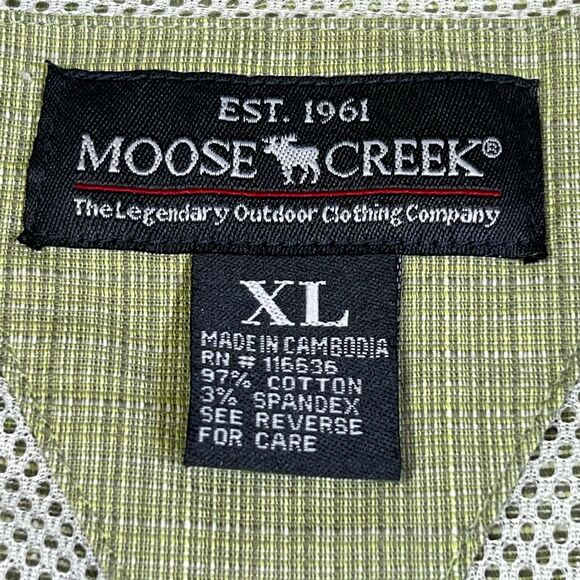 EST. 1961
MOOSE CREEK®
The Legendary Outdoor Clothing Company
XL
MADE IN CAMBODIA
RN # 116636
97% COTTON
3% SPANDEX
SEE REVERSE
FOR CARE